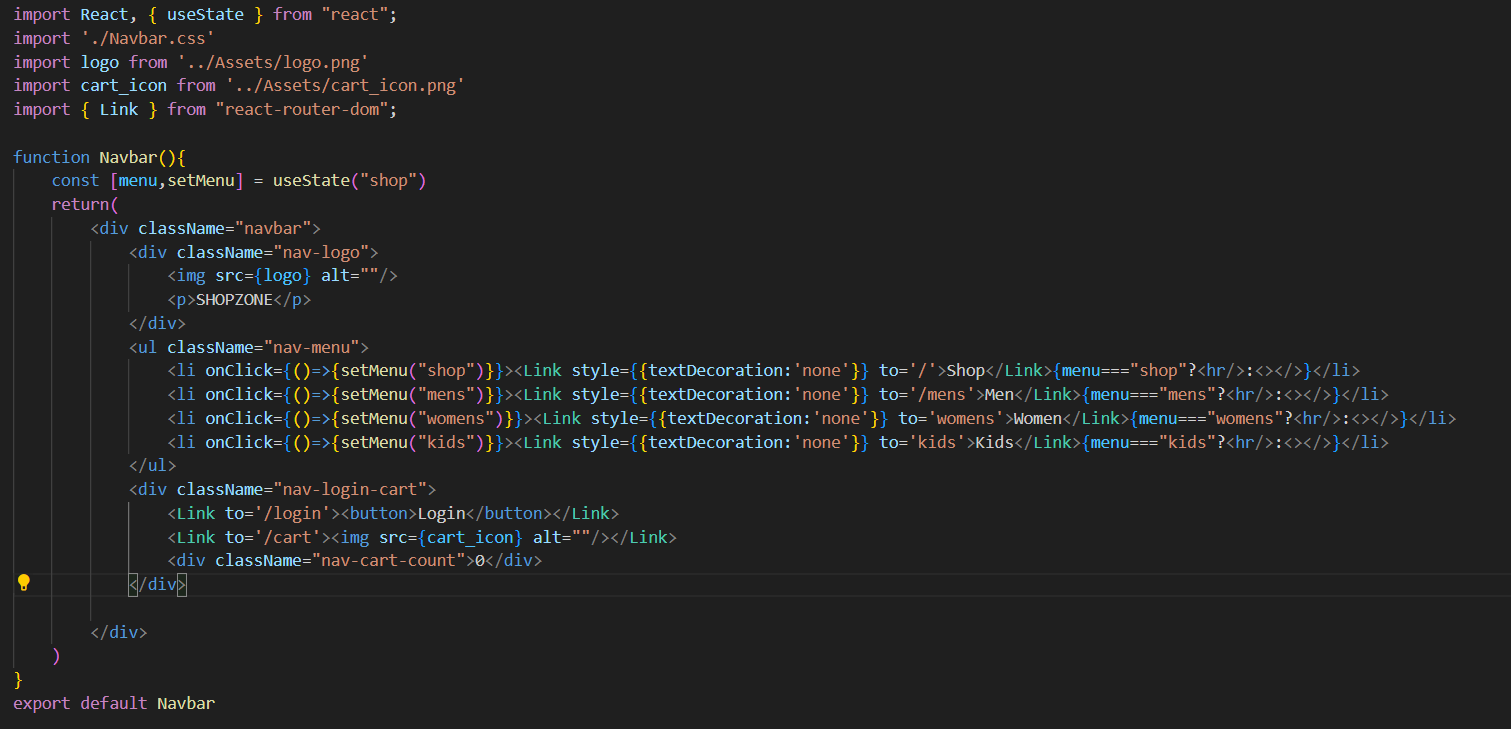 import React, { useState } from "react";
import './Navbar.css'
import logo from '../Assets/logo.png'
import cart_icon from '../Assets/cart_icon.png'
import { Link } from "react-router-dom";

function Navbar(){
    const [menu,setMenu] = useState("shop")
    return(
        <div className="navbar">
            <div className="nav-logo">
                <img src={logo} alt=""/>
                <p>SHOPZONE</p>
            </div>
            <ul className="nav-menu">
                <li onClick={()=>{setMenu("shop")}}><Link style={{textDecoration:'none'}} to='/'>Shop</Link>{menu==="shop"?<hr/>:<></>}</li>
                <li onClick={()=>{setMenu("mens")}}><Link style={{textDecoration:'none'}} to='/mens'>Men</Link>{menu==="mens"?<hr/>:<></>}</li>
                <li onClick={()=>{setMenu("womens")}}><Link style={{textDecoration:'none'}} to='womens'>Women</Link>{menu==="womens"?<hr/>:<></>}</li>
                <li onClick={()=>{setMenu("kids")}}><Link style={{textDecoration:'none'}} to='kids'>Kids</Link>{menu==="kids"?<hr/>:<></>}</li>
            </ul>
            <div className="nav-login-cart">
                <Link to='/login'><button>Login</button></Link>
                <Link to='/cart'><img src={cart_icon} alt=""/></Link>
                <div className="nav-cart-count">0</div>
            </div>

        </div>
    )
}
export default Navbar